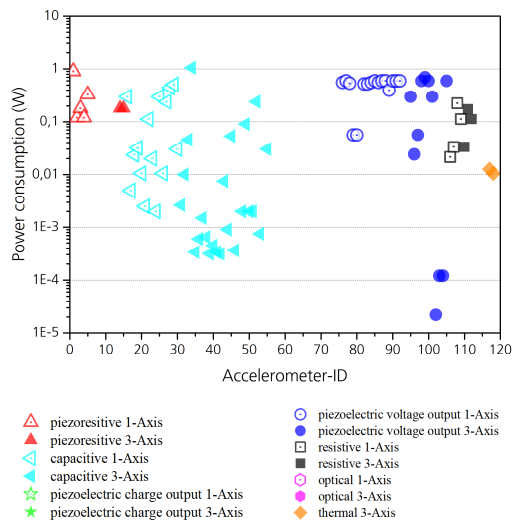 Power consumption (W)
10
1
0,1
0,01
1E-3
1E-4
1E-5
0 10 20 30 40 50 60 70 80 90 100 110 120
Accelerometer-ID
piezoresitive 1-Axis
piezoresitive 3-Axis
capacitive 1-Axis
capacitive 3-Axis
piezoelectric charge output 1-Axis
piezoelectric charge output 3-Axis
piezoelectric voltage output 1-Axis
piezoelectric voltage output 3-Axis
resistive 1-Axis
resistive 3-Axis
optical 1-Axis
optical 3-Axis
thermal 3-Axis